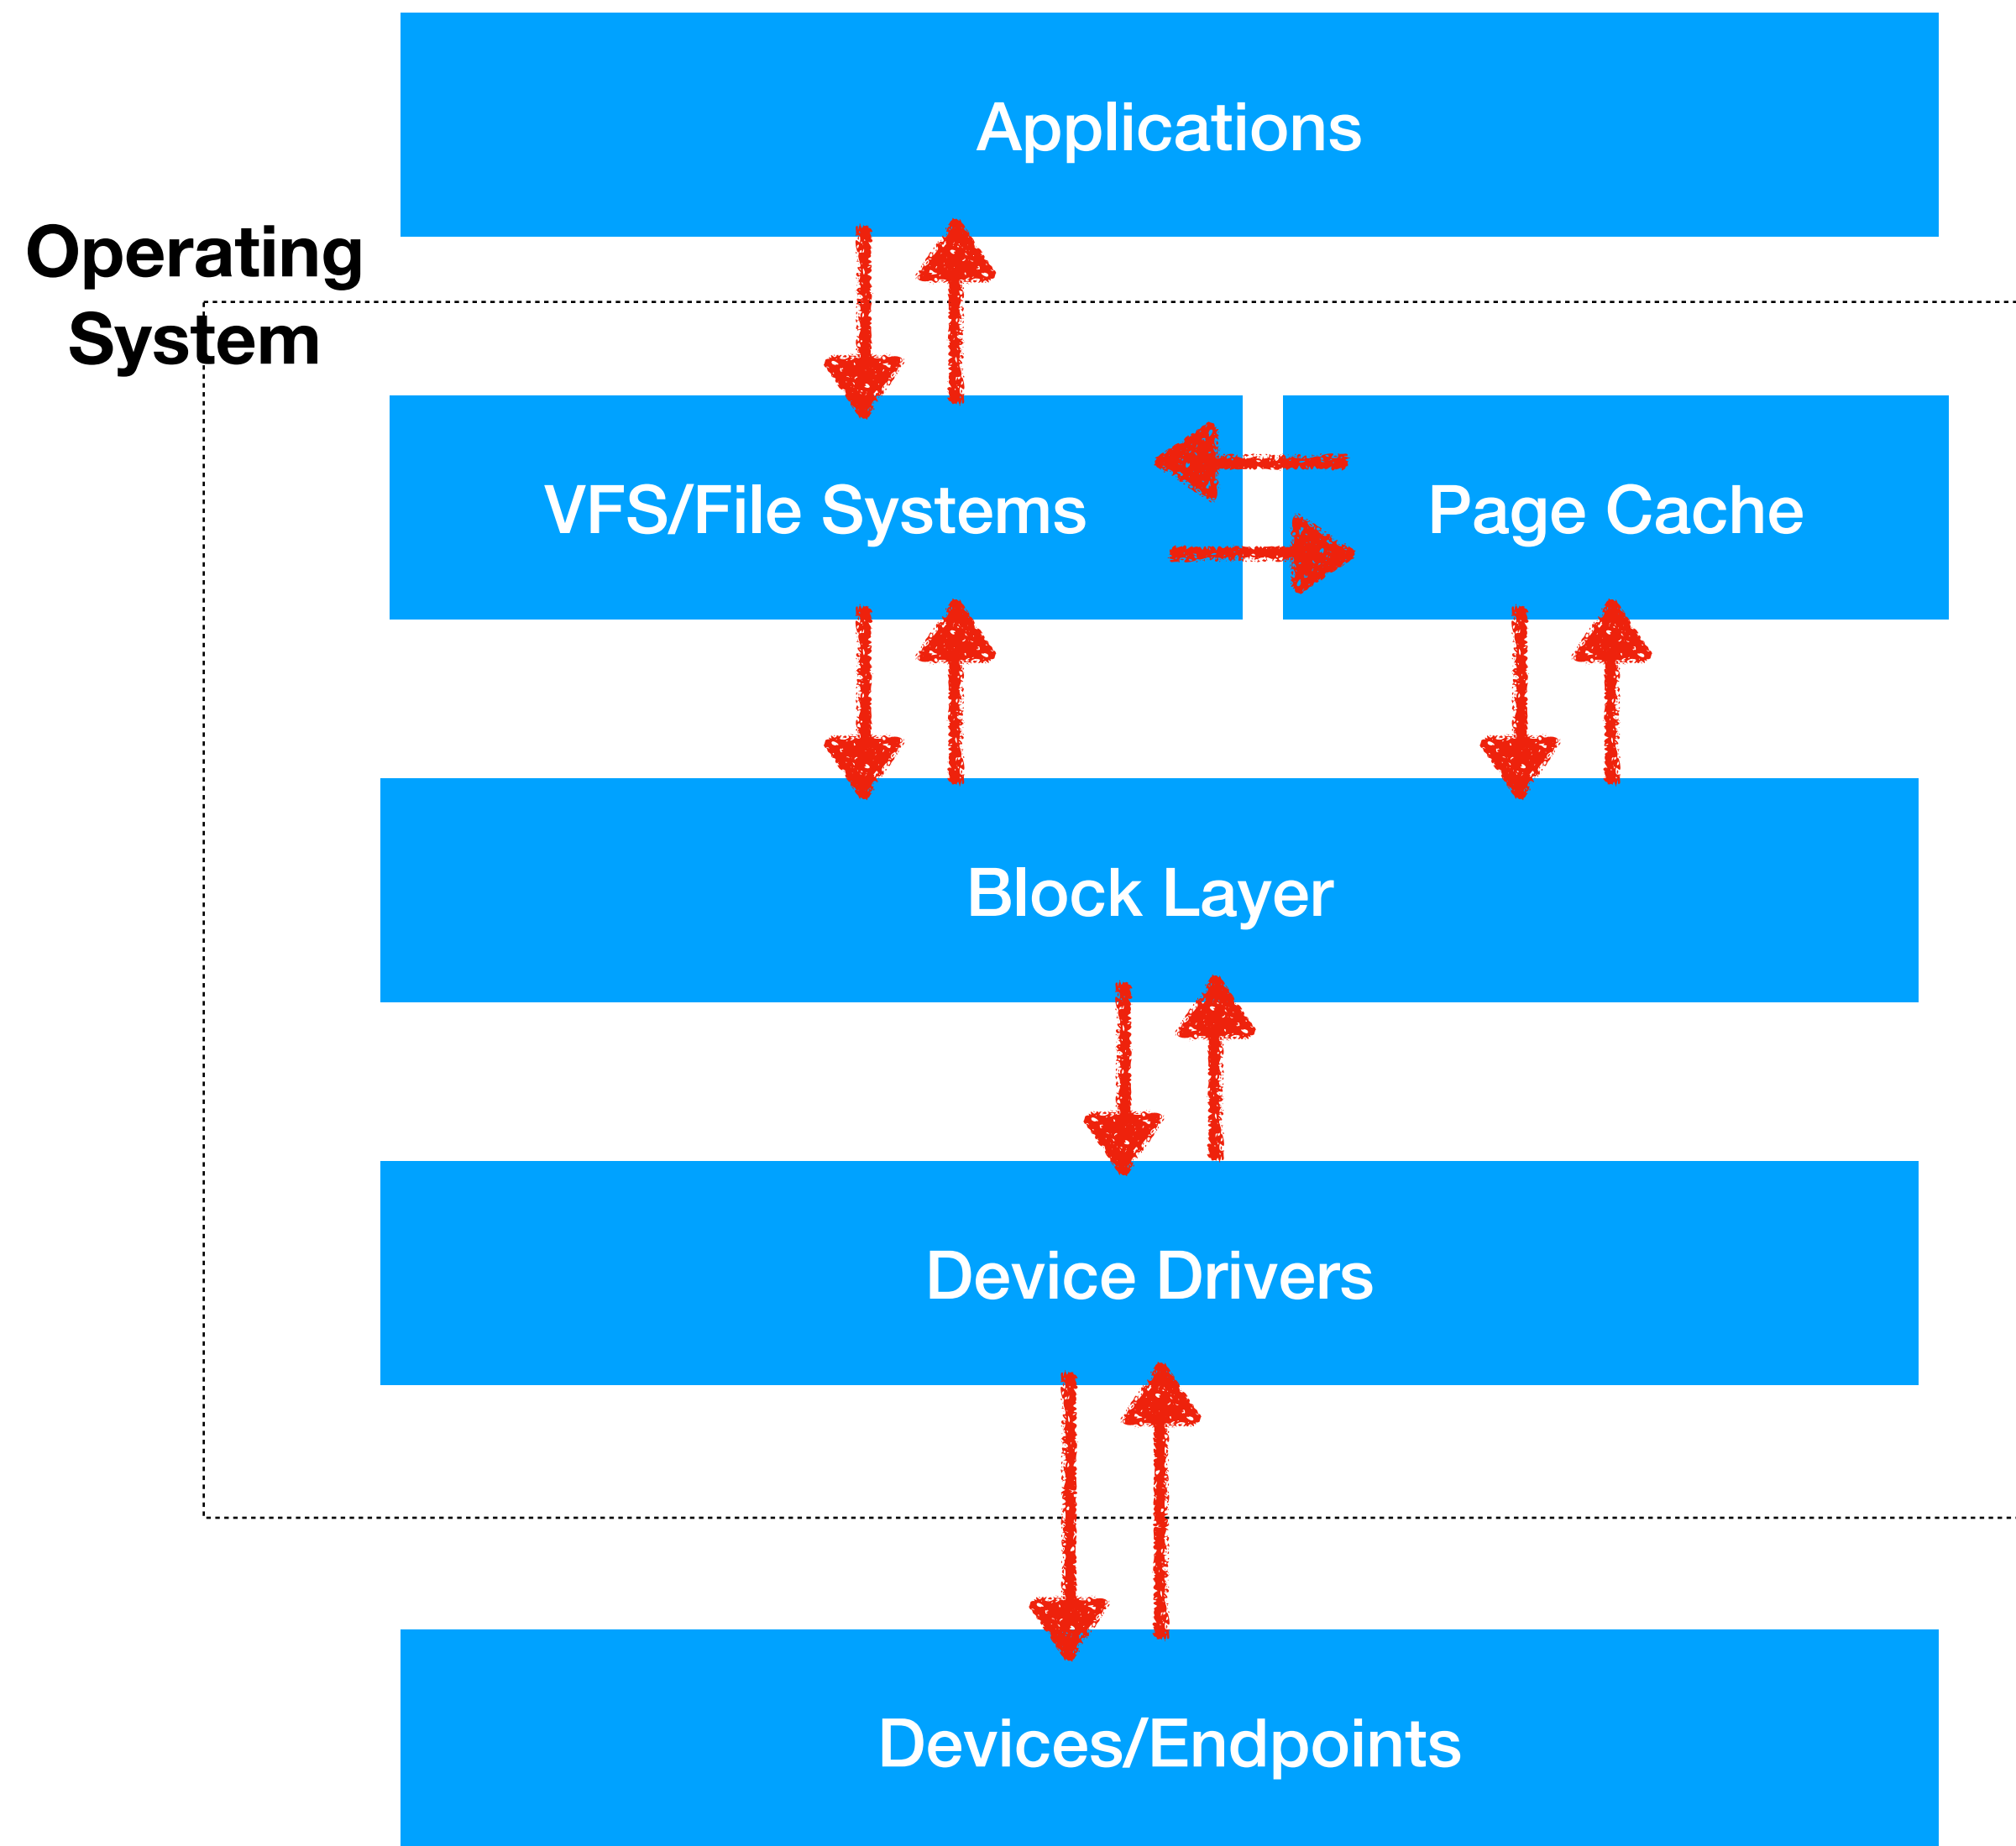 Applications
Operating
System
VFS/File Systems
Page Cache
Block Layer
Device Drivers
Devices/Endpoints